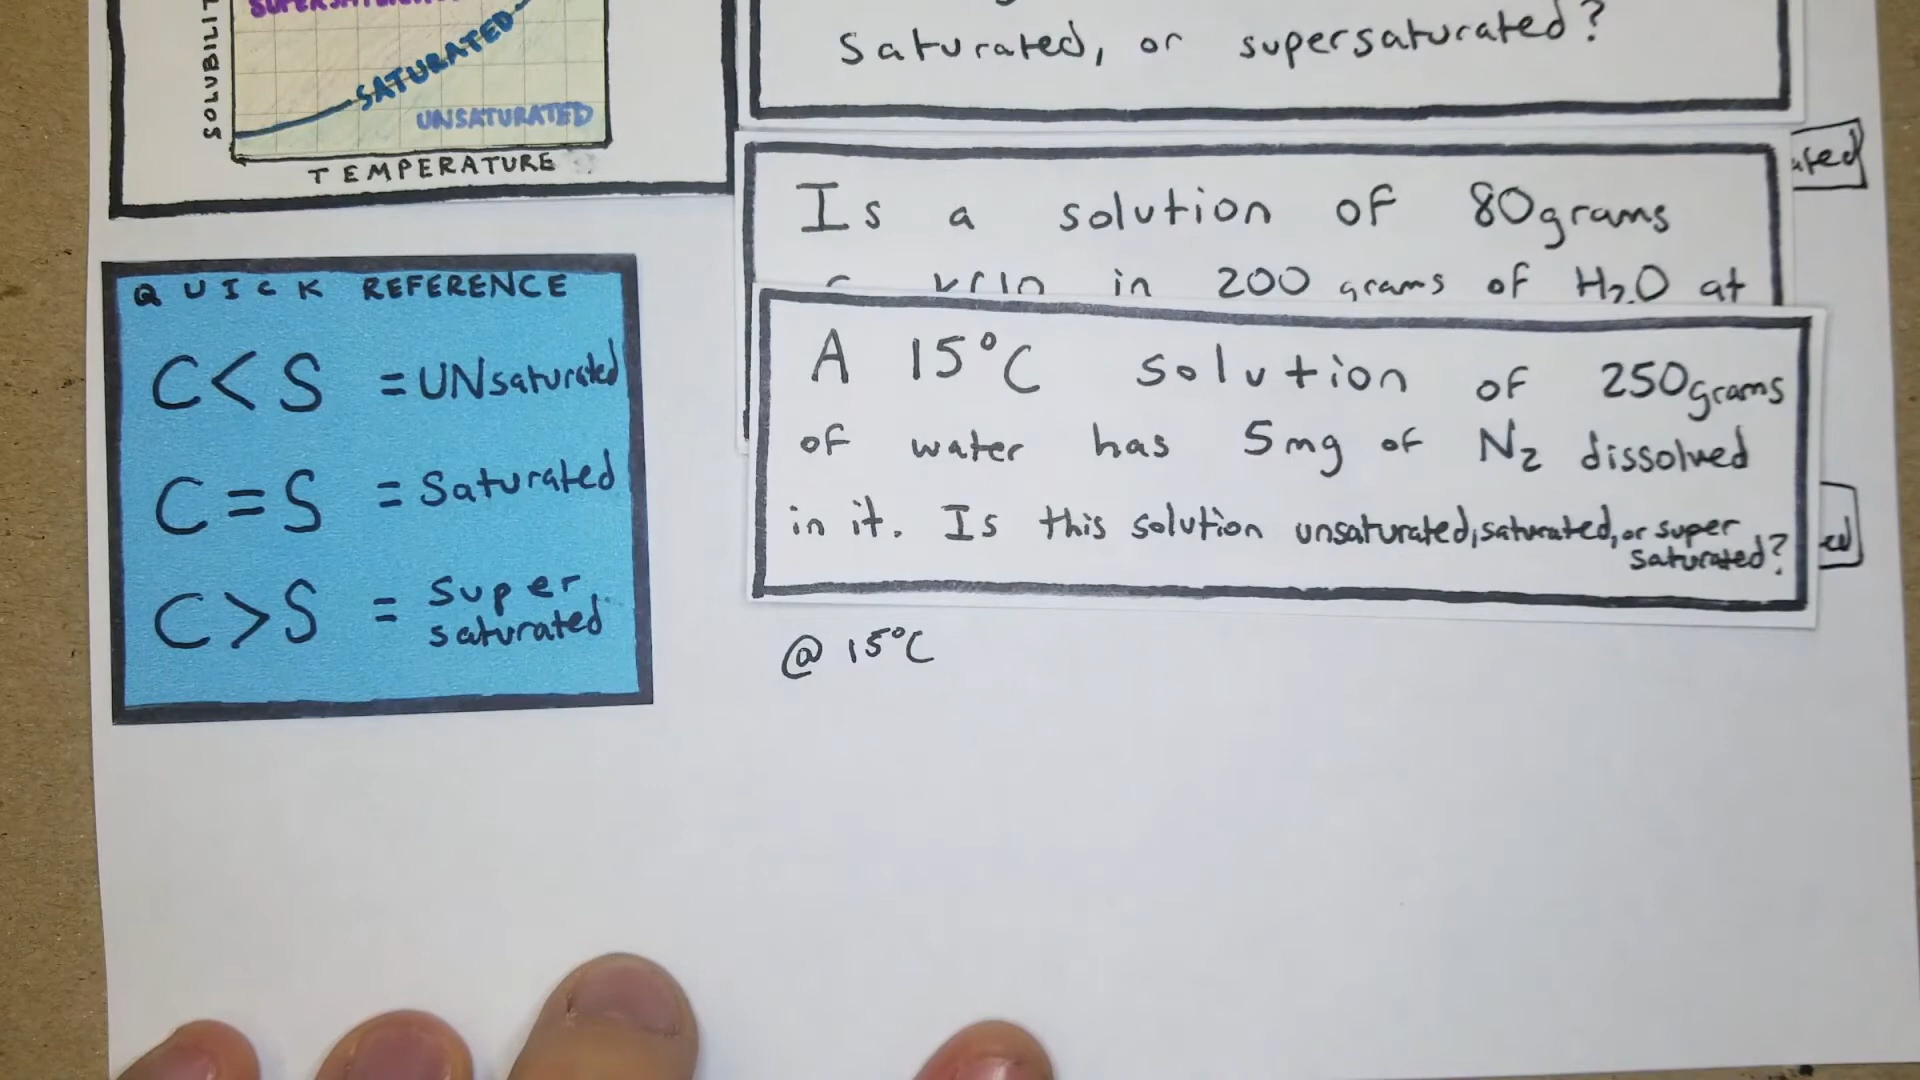 SATURATED
UNSATURATED
TEMPERATURE
saturated, or supersaturated?
Is a solution of 80grams
in 200 grams of H₂O at
QUICK REFERENCE
C<S = UNsaturated
C=S = Saturated
C>S = super
saturated
A 15°C solution of 250grams
of water has 5mg of N₂ dissolved
in it. Is this solution unsaturated, saturated, or super
saturated?
@ 15°C